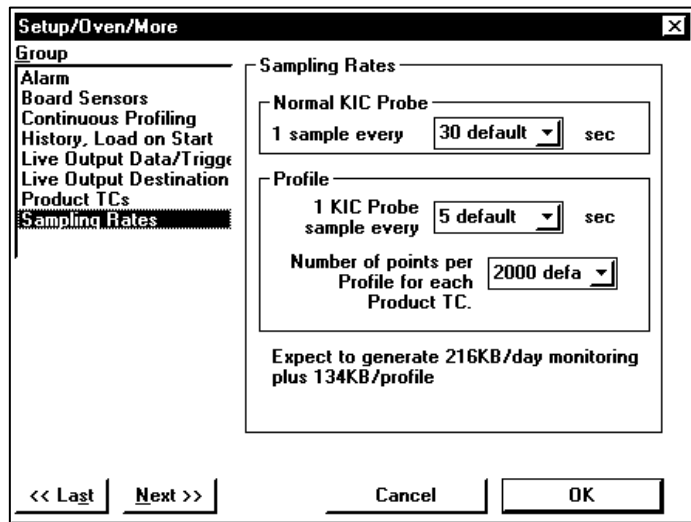 Setup/Oven/More
Group
Alarm
Board Sensors
Continuous Profiling
History, Load on Start
Live Output Data/Trigge
Live Output Destination
Product TCs
Sampling Rates
Sampling Rates
Normal KIC Probe
1 sample every 30 default sec
Profile
1 KIC Probe
sample every 5 default sec
Number of points per
Profile for each
Product TC. 2000 defa
Expect to generate 216KB/day monitoring
plus 134KB/profile
<< Last Next >> Cancel OK